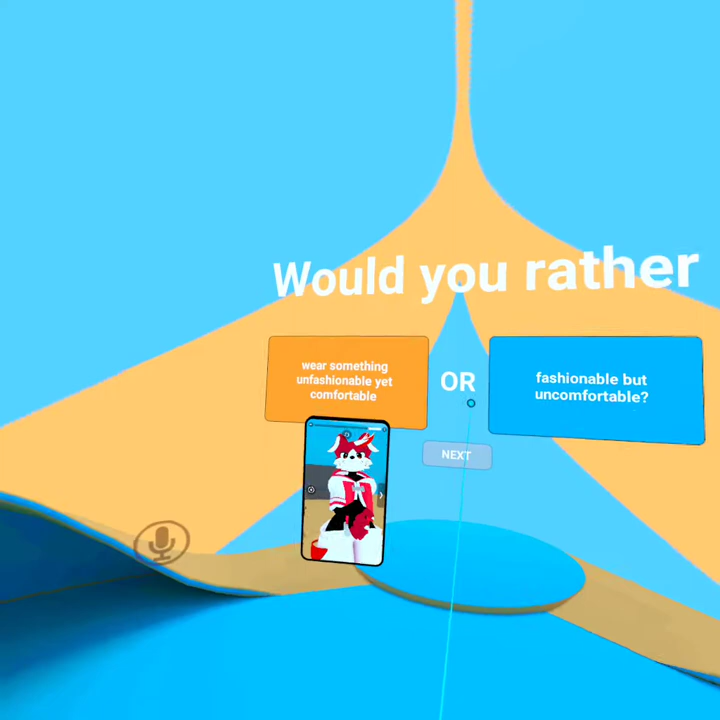 Would you rather
wear something
unfashionable yet
comfortable
OR
fashionable but
uncomfortable?
NEXT